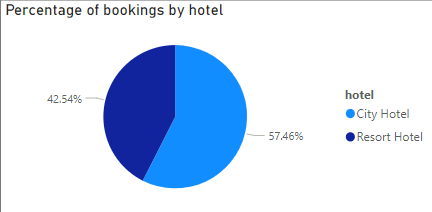 Percentage of bookings by hotel
42.54%
57.46%
hotel
City Hotel
Resort Hotel